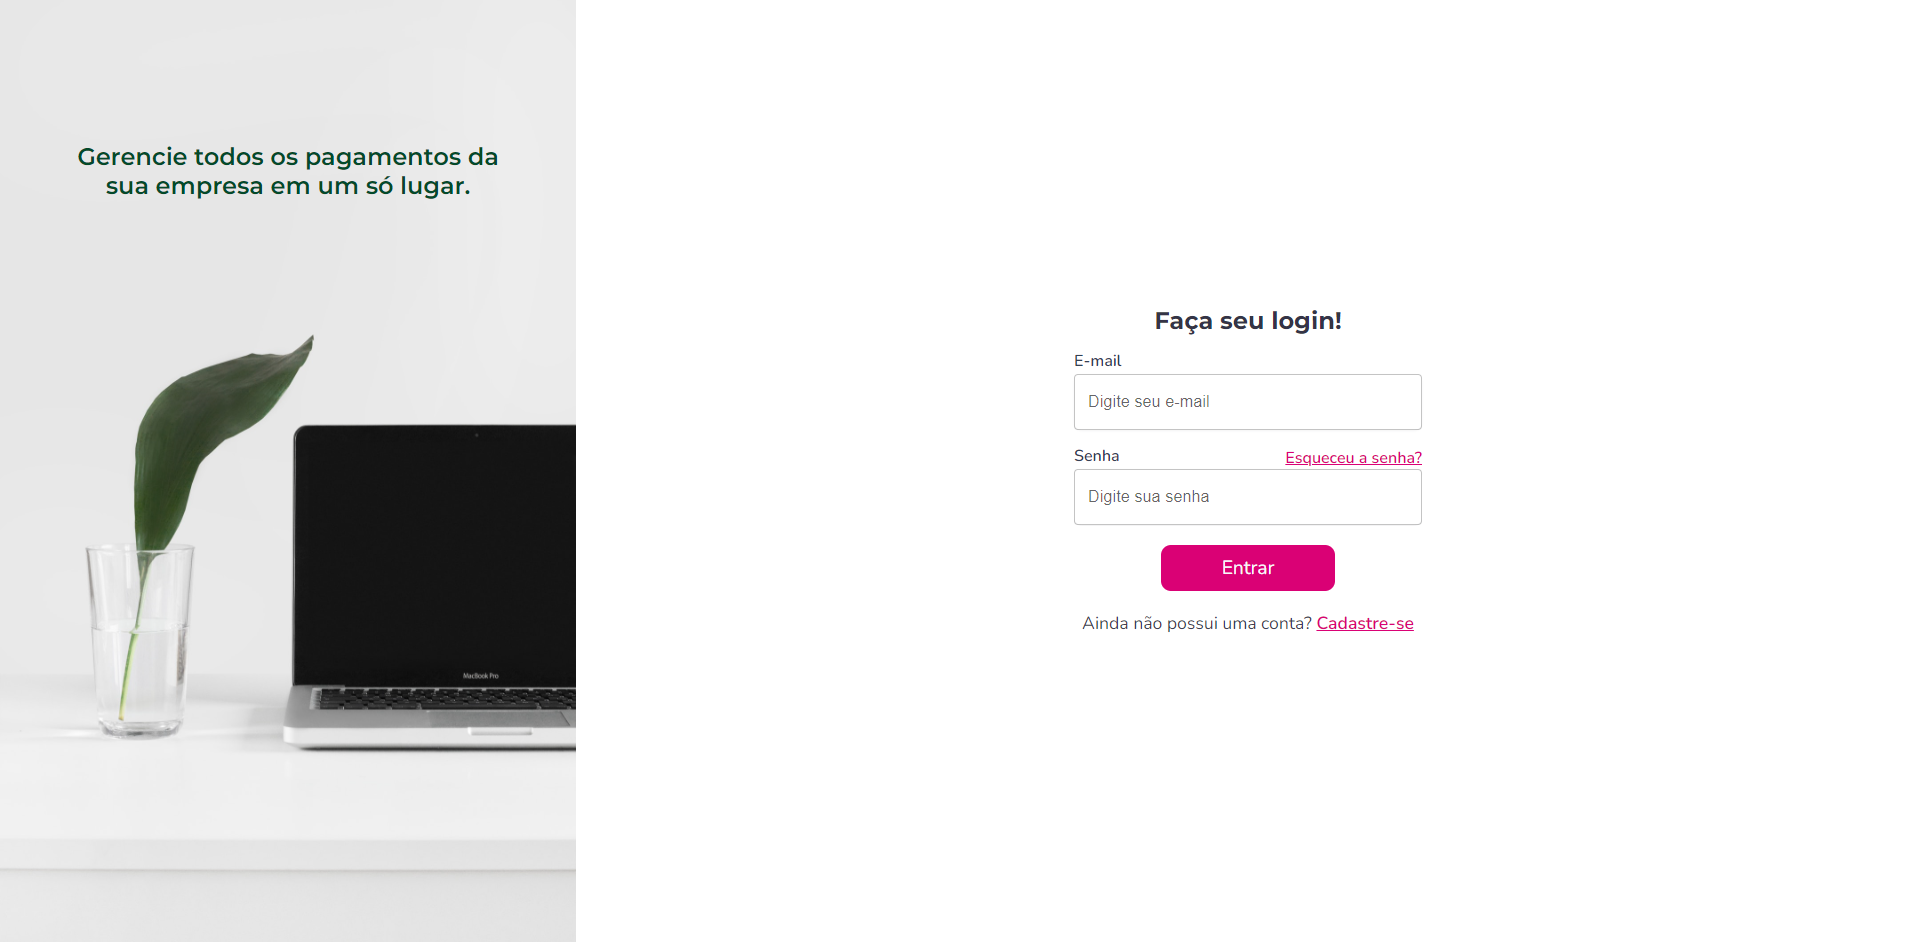 Gerencie todos os pagamentos da
sua empresa em um só lugar.
MacBook Pro
Faça seu login!
E-mail
Digite seu e-mail
Senha
Esqueceu a senha?
Digite sua senha
Entrar
Ainda não possui uma conta? Cadastre-se